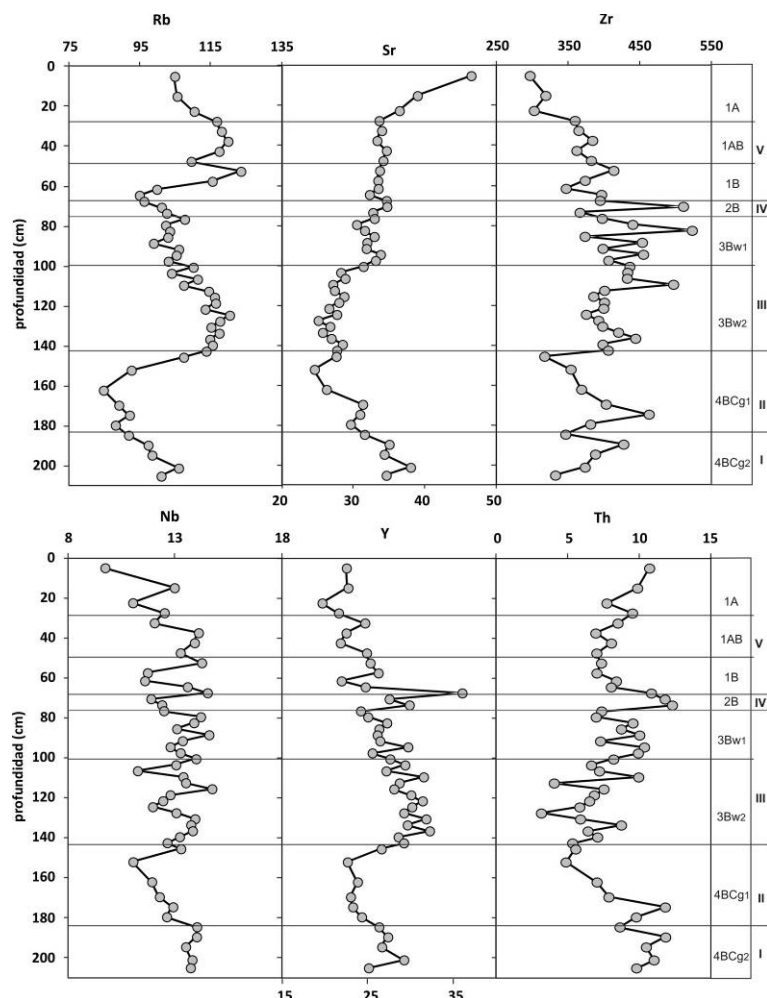 Rb
Sr
Zr
75 95 115 135
250 350 450 550
0
20
40
60
80
100
120
140
160
180
200
profundidad (cm)
1A
1AB
V
1B
2B
IV
3Bw1
III
3Bw2
4BCg1
II
4BCg2
I
20 30 40 50
Nb
Y
Th
8 13 18
0 5 10 15
0
20
40
60
80
100
120
140
160
180
200
profundidad (cm)
1A
1AB
V
1B
2B
IV
3Bw1
III
3Bw2
4BCg1
II
4BCg2
I
15 25 35